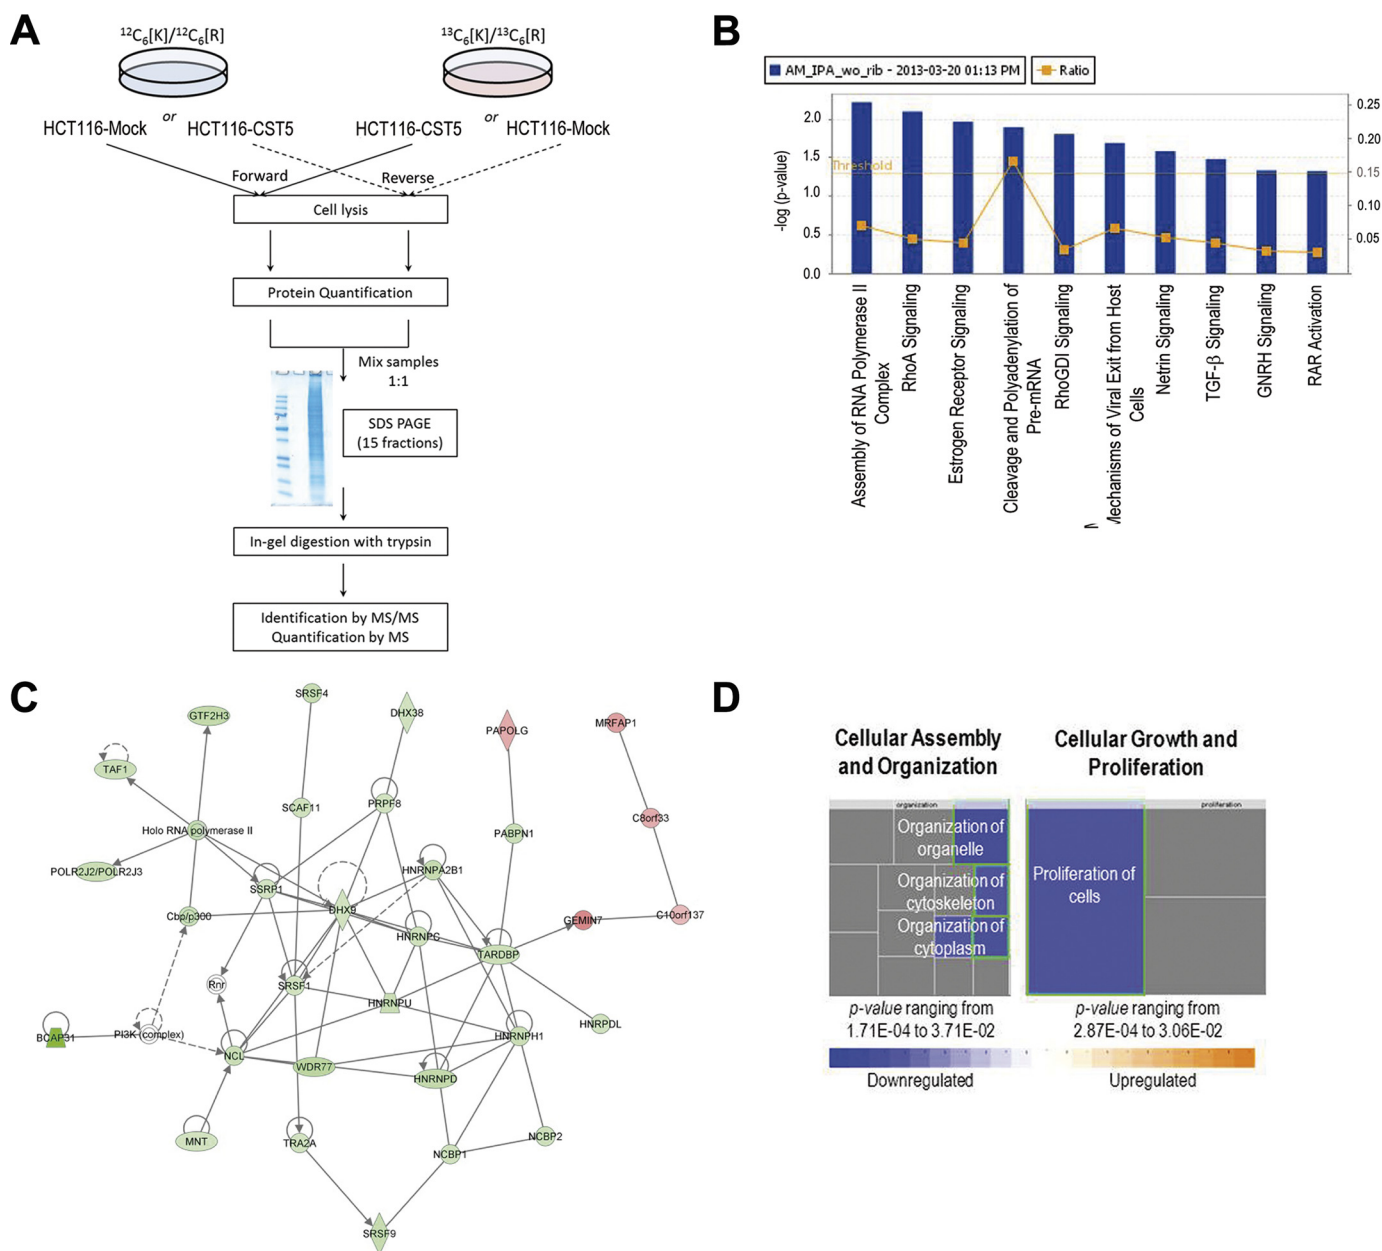 A
¹²C₆[K]/¹²C₆[R]
¹³C₆[K]/¹³C₆[R]
HCT116-Mock
or
HCT116-CST5
HCT116-CST5
or
HCT116-Mock
Forward
Reverse
Cell lysis
Protein Quantification
Mix samples
1:1
SDS PAGE
(15 fractions)
In-gel digestion with trypsin
Identification by MS/MS
Quantification by MS
B
AM_IPA_wo_rib - 2013-03-20 01:13 PM
Ratio
-log (p-value)
2.0
1.5
1.0
0.5
0.0
Threshold
0.25
0.20
0.15
0.10
0.05
Assembly of RNA Polymerase II
Complex
RhoA Signaling
Estrogen Receptor Signaling
Cleavage and Polyadenylation of
Pre-mRNA
RhoGDI Signaling
Mechanisms of Viral Exit from Host
Cells
Netrin Signaling
TGF-β Signaling
GNRH Signaling
RAR Activation
C
SRSF4
GTF2H3
DHX38
PAPOLG
MRFAP1
TAF1
SCAF11
PRPF8
C8orf33
Holo RNA polymerase II
PABPN1
POLR2J2/POLR2J3
HNRNPA2B1
SSRP1
DHX9
Cbp/p300
GEMIN7
C10orf137
HNRNPC
TARDBP
Rnr
SRSF1
HNRNPU
HNRPDL
BCAP31
PI3K (complex)
HNRNPH1
NCL
WDR77
HNRNPD
MNT
TRA2A
NCBP2
NCBP1
SRSF9
D
Cellular Assembly
and Organization
Cellular Growth and
Proliferation
organization
proliferation
Organization of
organelle
Organization of
cytoskeleton
Organization of
cytoplasm
Proliferation of
cells
p-value ranging from
1.71E-04 to 3.71E-02
p-value ranging from
2.87E-04 to 3.06E-02
Downregulated
Upregulated